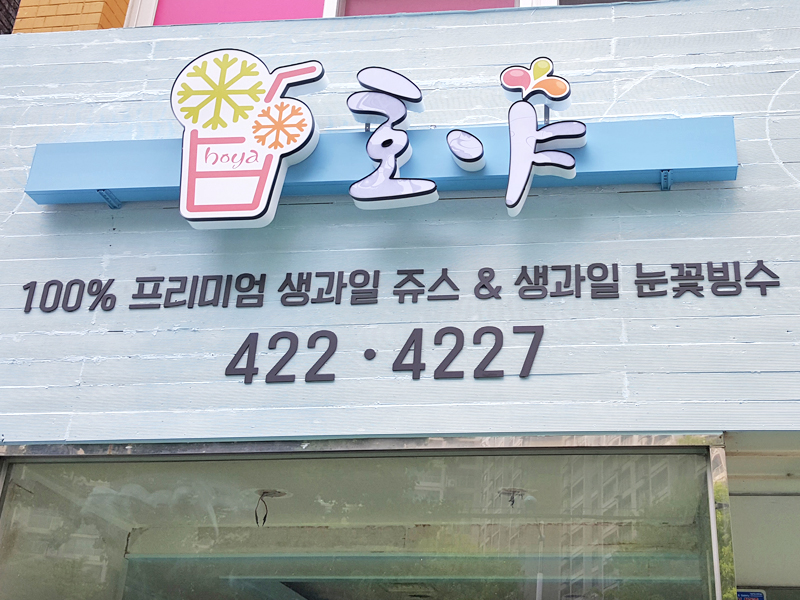 hoya
호야
100% 프리미엄 생과일 쥬스 & 생과일 눈꽃빙수
422·4227